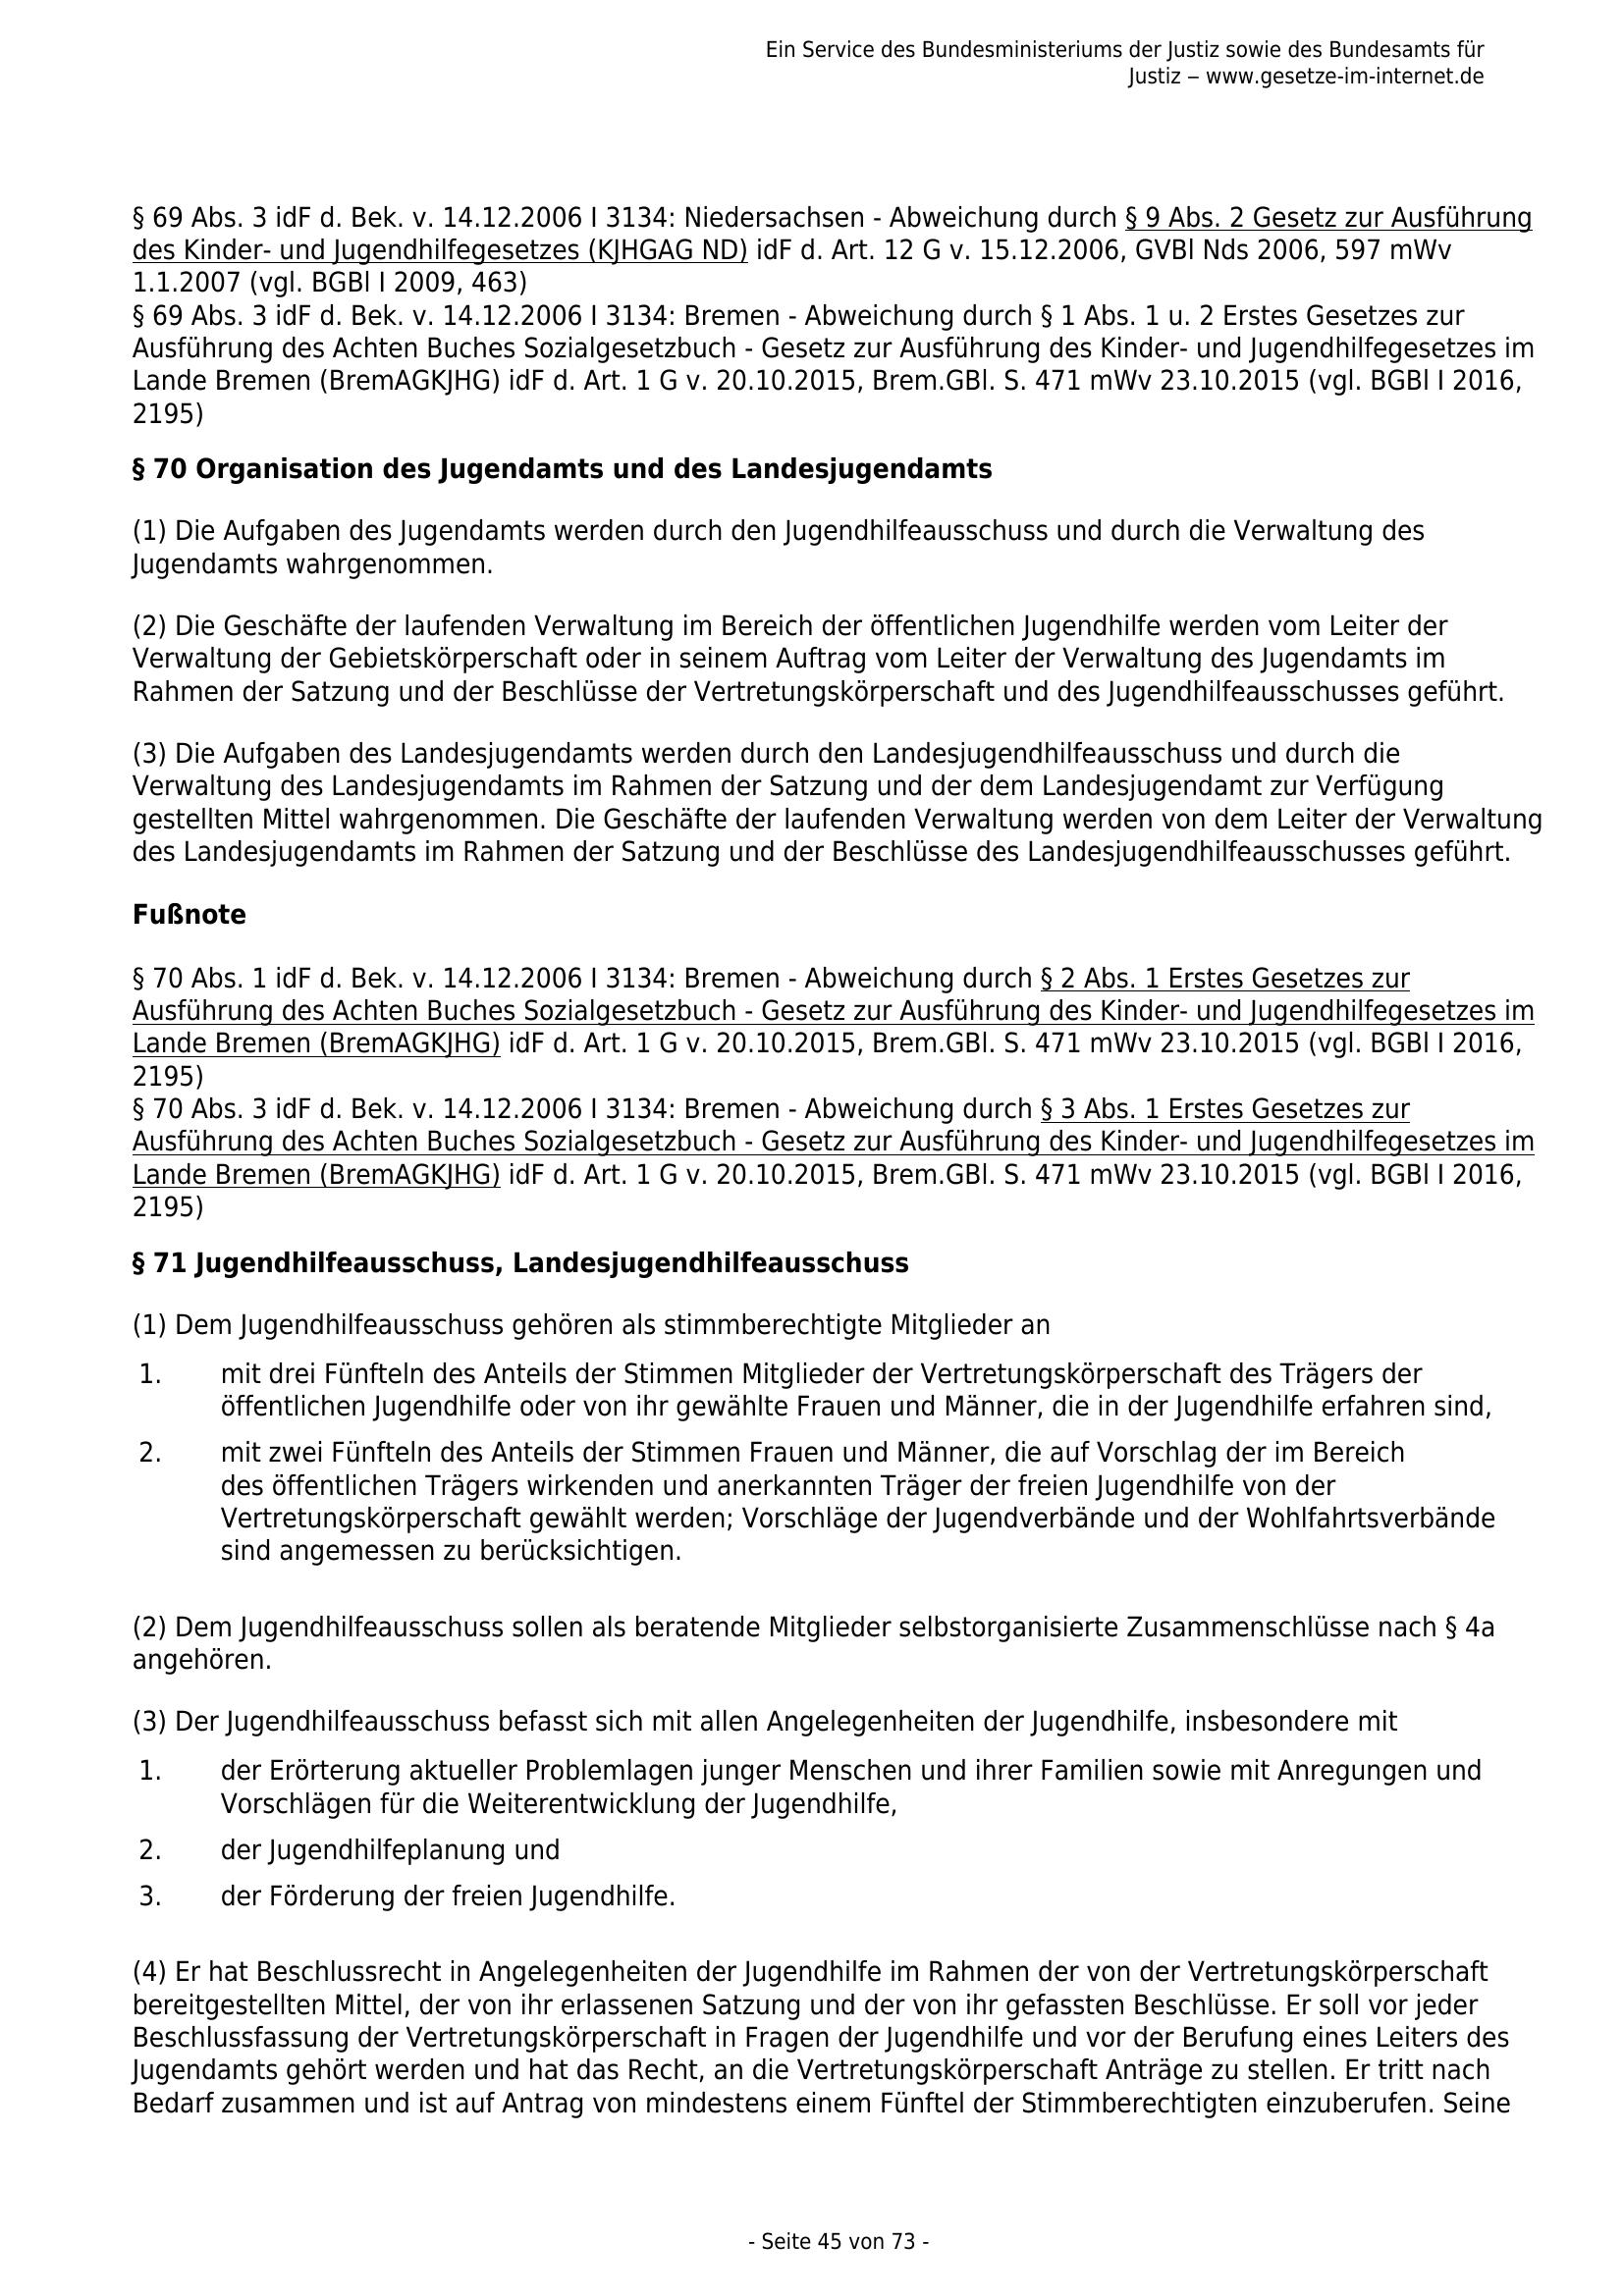 Ein Service des Bundesministeriums der Justiz sowie des Bundesamts für
Justiz ‒ www.gesetze-im-internet.de
§ 69 Abs. 3 idF d. Bek. v. 14.12.2006 I 3134: Niedersachsen - Abweichung durch § 9 Abs. 2 Gesetz zur Ausführung
des Kinder- und Jugendhilfegesetzes (KJHGAG ND) idF d. Art. 12 G v. 15.12.2006, GVBl Nds 2006, 597 mWv
1.1.2007 (vgl. BGBl I 2009, 463)
§ 69 Abs. 3 idF d. Bek. v. 14.12.2006 I 3134: Bremen - Abweichung durch § 1 Abs. 1 u. 2 Erstes Gesetzes zur
Ausführung des Achten Buches Sozialgesetzbuch - Gesetz zur Ausführung des Kinder- und Jugendhilfegesetzes im
Lande Bremen (BremAGKJHG) idF d. Art. 1 G v. 20.10.2015, Brem.GBl. S. 471 mWv 23.10.2015 (vgl. BGBl I 2016,
2195)
§ 70 Organisation des Jugendamts und des Landesjugendamts
(1) Die Aufgaben des Jugendamts werden durch den Jugendhilfeausschuss und durch die Verwaltung des
Jugendamts wahrgenommen.
(2) Die Geschäfte der laufenden Verwaltung im Bereich der öffentlichen Jugendhilfe werden vom Leiter der
Verwaltung der Gebietskörperschaft oder in seinem Auftrag vom Leiter der Verwaltung des Jugendamts im
Rahmen der Satzung und der Beschlüsse der Vertretungskörperschaft und des Jugendhilfeausschusses geführt.
(3) Die Aufgaben des Landesjugendamts werden durch den Landesjugendhilfeausschuss und durch die
Verwaltung des Landesjugendamts im Rahmen der Satzung und der dem Landesjugendamt zur Verfügung
gestellten Mittel wahrgenommen. Die Geschäfte der laufenden Verwaltung werden von dem Leiter der Verwaltung
des Landesjugendamts im Rahmen der Satzung und der Beschlüsse des Landesjugendhilfeausschusses geführt.
Fußnote
§ 70 Abs. 1 idF d. Bek. v. 14.12.2006 I 3134: Bremen - Abweichung durch § 2 Abs. 1 Erstes Gesetzes zur
Ausführung des Achten Buches Sozialgesetzbuch - Gesetz zur Ausführung des Kinder- und Jugendhilfegesetzes im
Lande Bremen (BremAGKJHG) idF d. Art. 1 G v. 20.10.2015, Brem.GBl. S. 471 mWv 23.10.2015 (vgl. BGBl I 2016,
2195)
§ 70 Abs. 3 idF d. Bek. v. 14.12.2006 I 3134: Bremen - Abweichung durch § 3 Abs. 1 Erstes Gesetzes zur
Ausführung des Achten Buches Sozialgesetzbuch - Gesetz zur Ausführung des Kinder- und Jugendhilfegesetzes im
Lande Bremen (BremAGKJHG) idF d. Art. 1 G v. 20.10.2015, Brem.GBl. S. 471 mWv 23.10.2015 (vgl. BGBl I 2016,
2195)
§ 71 Jugendhilfeausschuss, Landesjugendhilfeausschuss
(1) Dem Jugendhilfeausschuss gehören als stimmberechtigte Mitglieder an
1. mit drei Fünfteln des Anteils der Stimmen Mitglieder der Vertretungskörperschaft des Trägers der
öffentlichen Jugendhilfe oder von ihr gewählte Frauen und Männer, die in der Jugendhilfe erfahren sind,
2. mit zwei Fünfteln des Anteils der Stimmen Frauen und Männer, die auf Vorschlag der im Bereich
des öffentlichen Trägers wirkenden und anerkannten Träger der freien Jugendhilfe von der
Vertretungskörperschaft gewählt werden; Vorschläge der Jugendverbände und der Wohlfahrtsverbände
sind angemessen zu berücksichtigen.
(2) Dem Jugendhilfeausschuss sollen als beratende Mitglieder selbstorganisierte Zusammenschlüsse nach § 4a
angehören.
(3) Der Jugendhilfeausschuss befasst sich mit allen Angelegenheiten der Jugendhilfe, insbesondere mit
1. der Erörterung aktueller Problemlagen junger Menschen und ihrer Familien sowie mit Anregungen und
Vorschlägen für die Weiterentwicklung der Jugendhilfe,
2. der Jugendhilfeplanung und
3. der Förderung der freien Jugendhilfe.
(4) Er hat Beschlussrecht in Angelegenheiten der Jugendhilfe im Rahmen der von der Vertretungskörperschaft
bereitgestellten Mittel, der von ihr erlassenen Satzung und der von ihr gefassten Beschlüsse. Er soll vor jeder
Beschlussfassung der Vertretungskörperschaft in Fragen der Jugendhilfe und vor der Berufung eines Leiters des
Jugendamts gehört werden und hat das Recht, an die Vertretungskörperschaft Anträge zu stellen. Er tritt nach
Bedarf zusammen und ist auf Antrag von mindestens einem Fünftel der Stimmberechtigten einzuberufen. Seine
- Seite 45 von 73 -